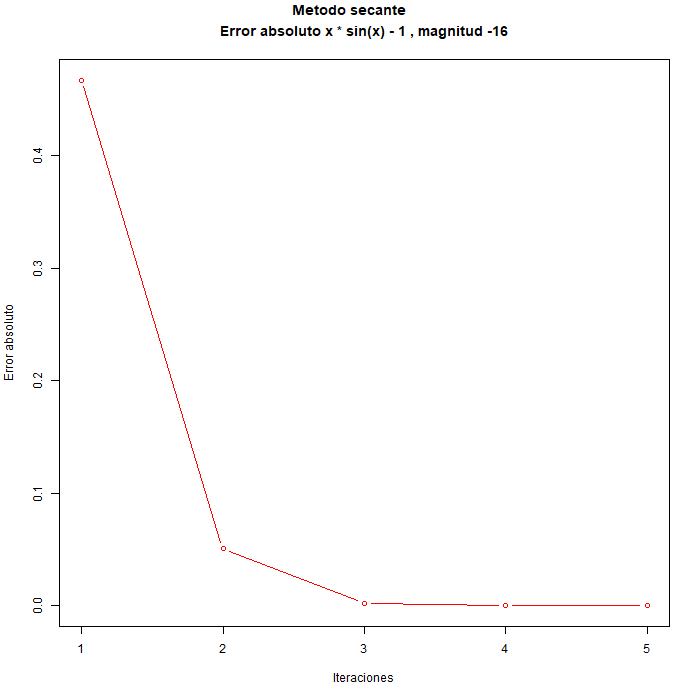 Metodo secante
Error absoluto x * sin(x) - 1 , magnitud -16
Error absoluto
0.4
0.3
0.2
0.1
0.0
1 2 3 4 5
Iteraciones